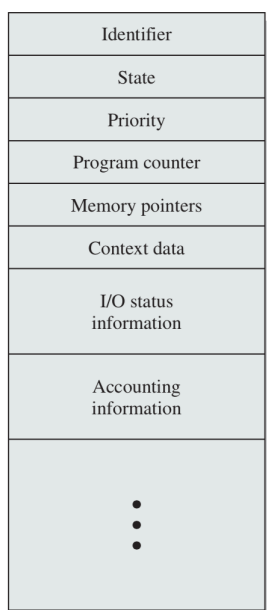 Identifier
State
Priority
Program counter
Memory pointers
Context data
I/O status
information
Accounting
information